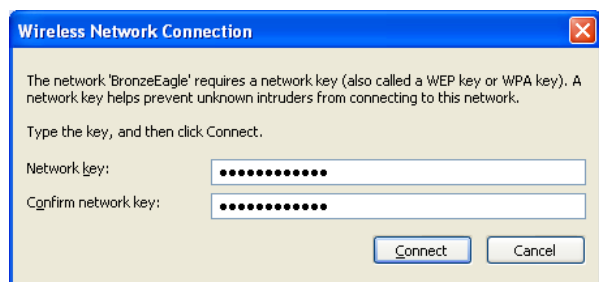 Wireless Network Connection
The network 'BronzeEagle' requires a network key (also called a WEP key or WPA key). A
network key helps prevent unknown intruders from connecting to this network.
Type the key, and then click Connect.
Network key: ●●●●●●●●●●●●
Confirm network key: ●●●●●●●●●●●●
Connect Cancel